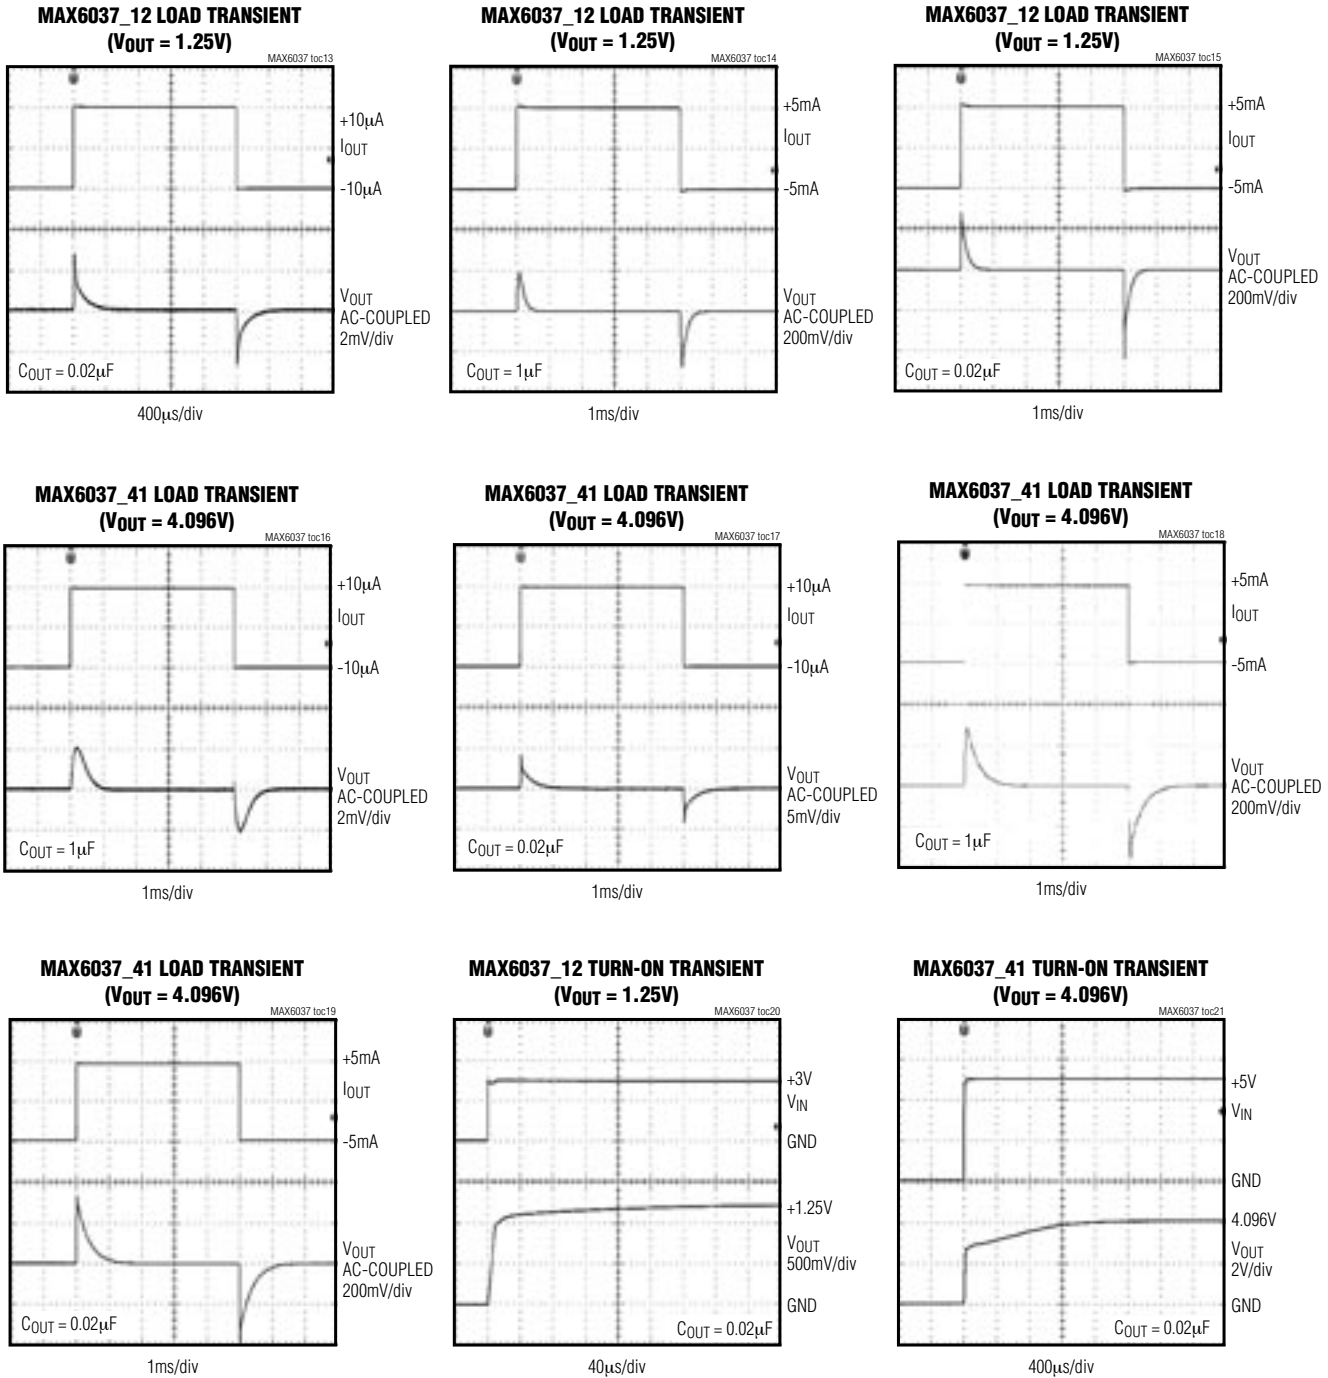 MAX6037_12 LOAD TRANSIENT
(VOUT = 1.25V)
MAX6037 toc13
+10μA
IOUT
-10μA
VOUT
AC-COUPLED
2mV/div
COUT = 0.02μF
400μs/div
MAX6037_12 LOAD TRANSIENT
(VOUT = 1.25V)
MAX6037 toc14
+5mA
IOUT
-5mA
VOUT
AC-COUPLED
200mV/div
COUT = 1μF
1ms/div
MAX6037_12 LOAD TRANSIENT
(VOUT = 1.25V)
MAX6037 toc15
+5mA
IOUT
-5mA
VOUT
AC-COUPLED
200mV/div
COUT = 0.02μF
1ms/div
MAX6037_41 LOAD TRANSIENT
(VOUT = 4.096V)
MAX6037 toc16
+10μA
IOUT
-10μA
VOUT
AC-COUPLED
2mV/div
COUT = 1μF
1ms/div
MAX6037_41 LOAD TRANSIENT
(VOUT = 4.096V)
MAX6037 toc17
+10μA
IOUT
-10μA
VOUT
AC-COUPLED
5mV/div
COUT = 0.02μF
1ms/div
MAX6037_41 LOAD TRANSIENT
(VOUT = 4.096V)
MAX6037 toc18
+5mA
IOUT
-5mA
VOUT
AC-COUPLED
200mV/div
COUT = 1μF
1ms/div
MAX6037_41 LOAD TRANSIENT
(VOUT = 4.096V)
MAX6037 toc19
+5mA
IOUT
-5mA
VOUT
AC-COUPLED
200mV/div
COUT = 0.02μF
1ms/div
MAX6037_12 TURN-ON TRANSIENT
(VOUT = 1.25V)
MAX6037 toc20
+3V
VIN
GND
+1.25V
VOUT
500mV/div
GND
COUT = 0.02μF
40μs/div
MAX6037_41 TURN-ON TRANSIENT
(VOUT = 4.096V)
MAX6037 toc21
+5V
VIN
GND
4.096V
VOUT
2V/div
GND
COUT = 0.02μF
400μs/div